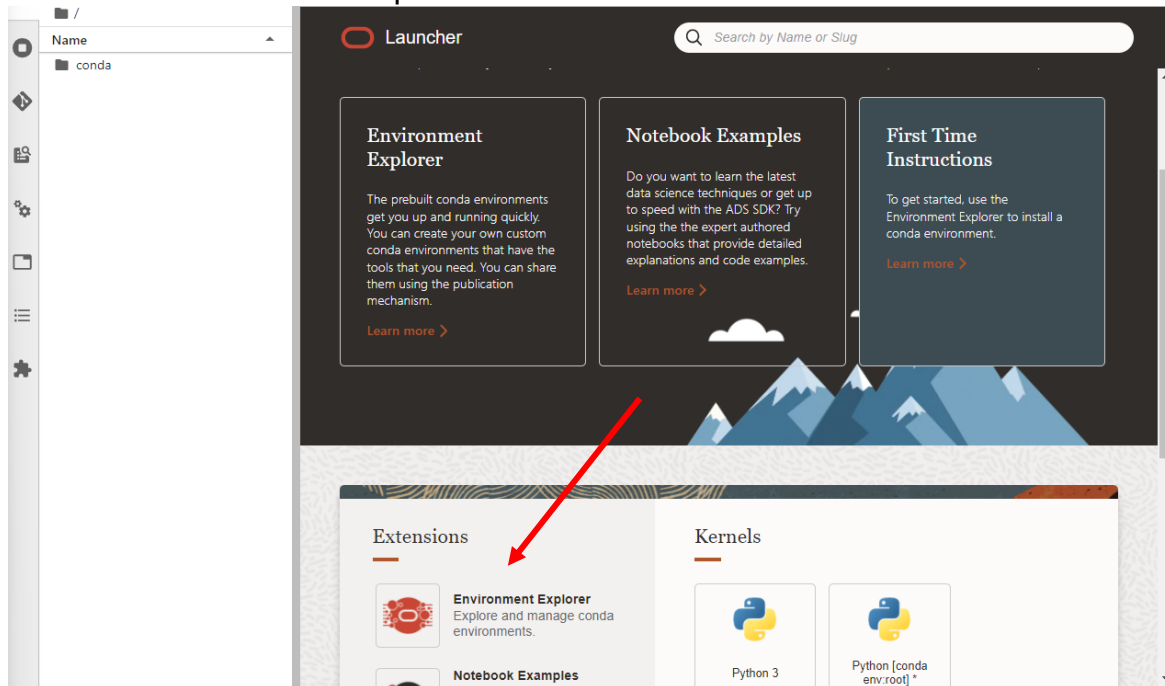 /
Name
conda
Launcher
Search by Name or Slug
Environment
Explorer
The prebuilt conda environments
get you up and running quickly.
You can create your own custom
conda environments that have the
tools that you need. You can share
them using the publication
mechanism.
Learn more
Notebook Examples
Do you want to learn the latest
data science techniques or get up
to speed with the ADS SDK? Try
using the the expert authored
notebooks that provide detailed
explanations and code examples.
Learn more
First Time
Instructions
To get started, use the
Environment Explorer to install a
conda environment.
Learn more
Extensions
Environment Explorer
Explore and manage conda
environments.
Notebook Examples
Kernels
Python 3
Python [conda
env:root] *